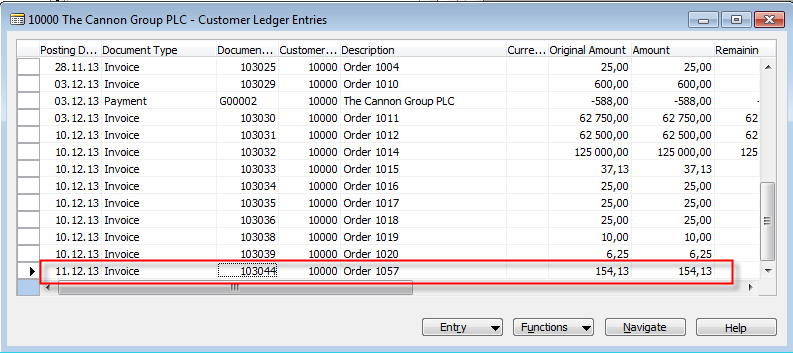 10000 The Cannon Group PLC - Customer Ledger Entries
Posting D... Document Type Documen... Customer... Description Curre... Original Amount Amount Remainin
28.11.13 Invoice 103025 10000 Order 1004 25,00 25,00
03.12.13 Invoice 103029 10000 Order 1010 600,00 600,00
03.12.13 Payment G00002 10000 The Cannon Group PLC -588,00 -588,00 -
03.12.13 Invoice 103030 10000 Order 1011 62 750,00 62 750,00 62
10.12.13 Invoice 103031 10000 Order 1012 62 500,00 62 500,00 62
10.12.13 Invoice 103032 10000 Order 1014 125 000,00 125 000,00 125
10.12.13 Invoice 103033 10000 Order 1015 37,13 37,13
10.12.13 Invoice 103034 10000 Order 1016 25,00 25,00
10.12.13 Invoice 103035 10000 Order 1017 25,00 25,00
10.12.13 Invoice 103036 10000 Order 1018 25,00 25,00
10.12.13 Invoice 103038 10000 Order 1019 10,00 10,00
10.12.13 Invoice 103039 10000 Order 1020 6,25 6,25
11.12.13 Invoice 103044 10000 Order 1057 154,13 154,13
Entry Functions Navigate Help